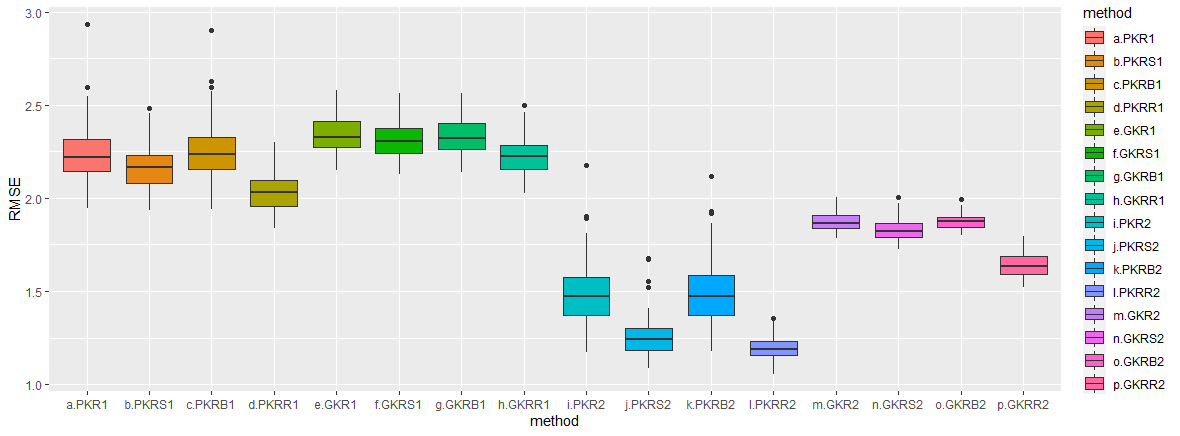 3.0
2.5
2.0
1.5
1.0
RMSE
a.PKR1 b.PKRS1 c.PKRB1 d.PKRR1 e.GKR1 f.GKRS1 g.GKRB1 h.GKRR1 i.PKR2 j.PKRS2 k.PKRB2 l.PKRR2 m.GKR2 n.GKRS2 o.GKRB2 p.GKRR2
method
method
a.PKR1
b.PKRS1
c.PKRB1
d.PKRR1
e.GKR1
f.GKRS1
g.GKRB1
h.GKRR1
i.PKR2
j.PKRS2
k.PKRB2
l.PKRR2
m.GKR2
n.GKRS2
o.GKRB2
p.GKRR2